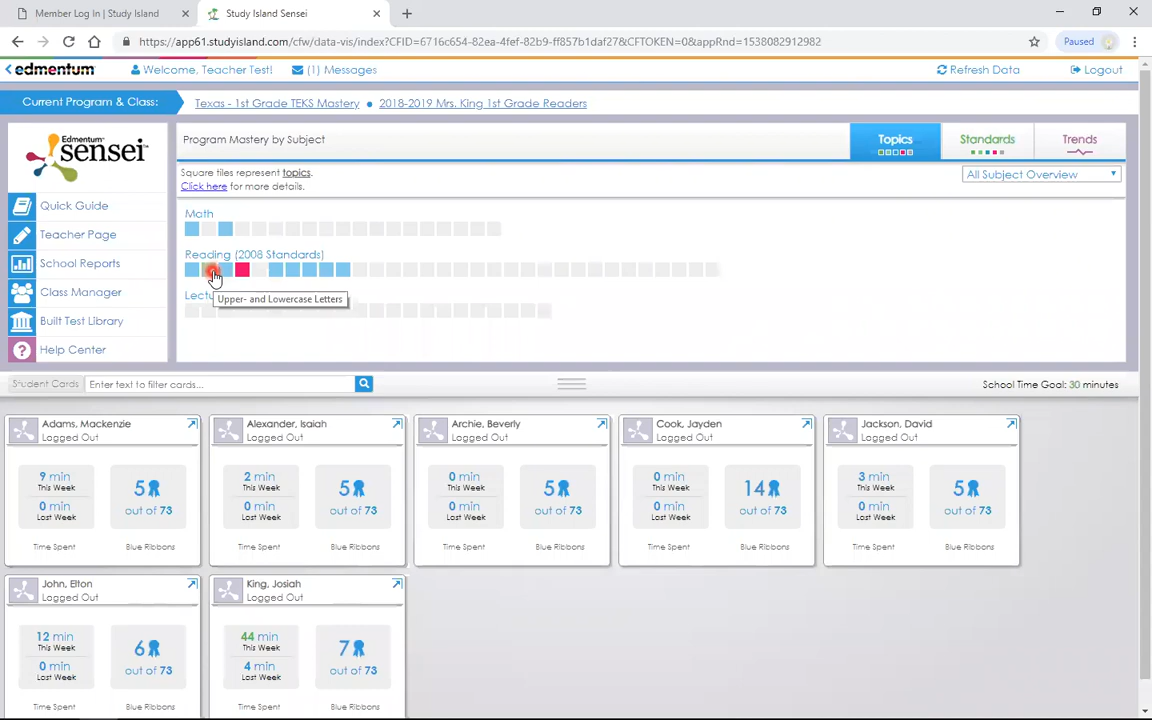 Member Log In | Study Island
Study Island Sensei
https://app61.studyisland.com/cfw/data-vis/index?CFID=6716c654-82ea-4fef-82b9-ff857b1daf27&CFTOKEN=0&appRnd=1538082912982
Paused
edmentum
Welcome, Teacher Test!
(1) Messages
Refresh Data
Logout
Current Program & Class:
Texas - 1st Grade TEKS Mastery
2018-2019 Mrs. King 1st Grade Readers
Edmentum
sensei
Quick Guide
Teacher Page
School Reports
Class Manager
Built Test Library
Help Center
Program Mastery by Subject
Topics
Standards
Trends
Square tiles represent topics.
Click here for more details.
All Subject Overview
Math
Reading (2008 Standards)
Upper- and Lowercase Letters
Student Cards
Enter text to filter cards...
School Time Goal: 30 minutes
Adams, Mackenzie
Logged Out
9 min
This Week
0 min
Last Week
5
out of 73
Time Spent
Blue Ribbons
Alexander, Isaiah
Logged Out
2 min
This Week
0 min
Last Week
5
out of 73
Time Spent
Blue Ribbons
Archie, Beverly
Logged Out
0 min
This Week
0 min
Last Week
5
out of 73
Time Spent
Blue Ribbons
Cook, Jayden
Logged Out
0 min
This Week
0 min
Last Week
14
out of 73
Time Spent
Blue Ribbons
Jackson, David
Logged Out
3 min
This Week
0 min
Last Week
5
out of 73
Time Spent
Blue Ribbons
John, Elton
Logged Out
12 min
This Week
0 min
Last Week
6
out of 73
Time Spent
Blue Ribbons
King, Josiah
Logged Out
44 min
This Week
4 min
Last Week
7
out of 73
Time Spent
Blue Ribbons